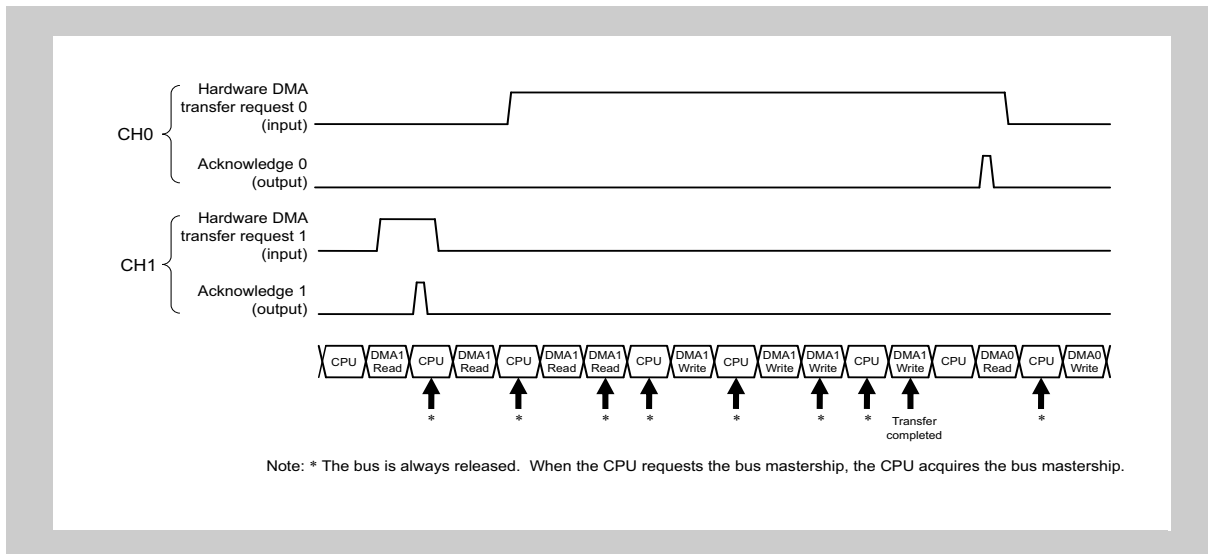 Hardware DMA
transfer request 0
(input)
CH0
Acknowledge 0
(output)
Hardware DMA
transfer request 1
(input)
CH1
Acknowledge 1
(output)
CPU
DMA1
Read
CPU
DMA1
Read
CPU
DMA1
Read
DMA1
Read
CPU
DMA1
Write
CPU
DMA1
Write
DMA1
Write
CPU
DMA1
Write
CPU
DMA0
Read
CPU
DMA0
Write
* * * * * * * Transfer *
completed
Note: * The bus is always released. When the CPU requests the bus mastership, the CPU acquires the bus mastership.